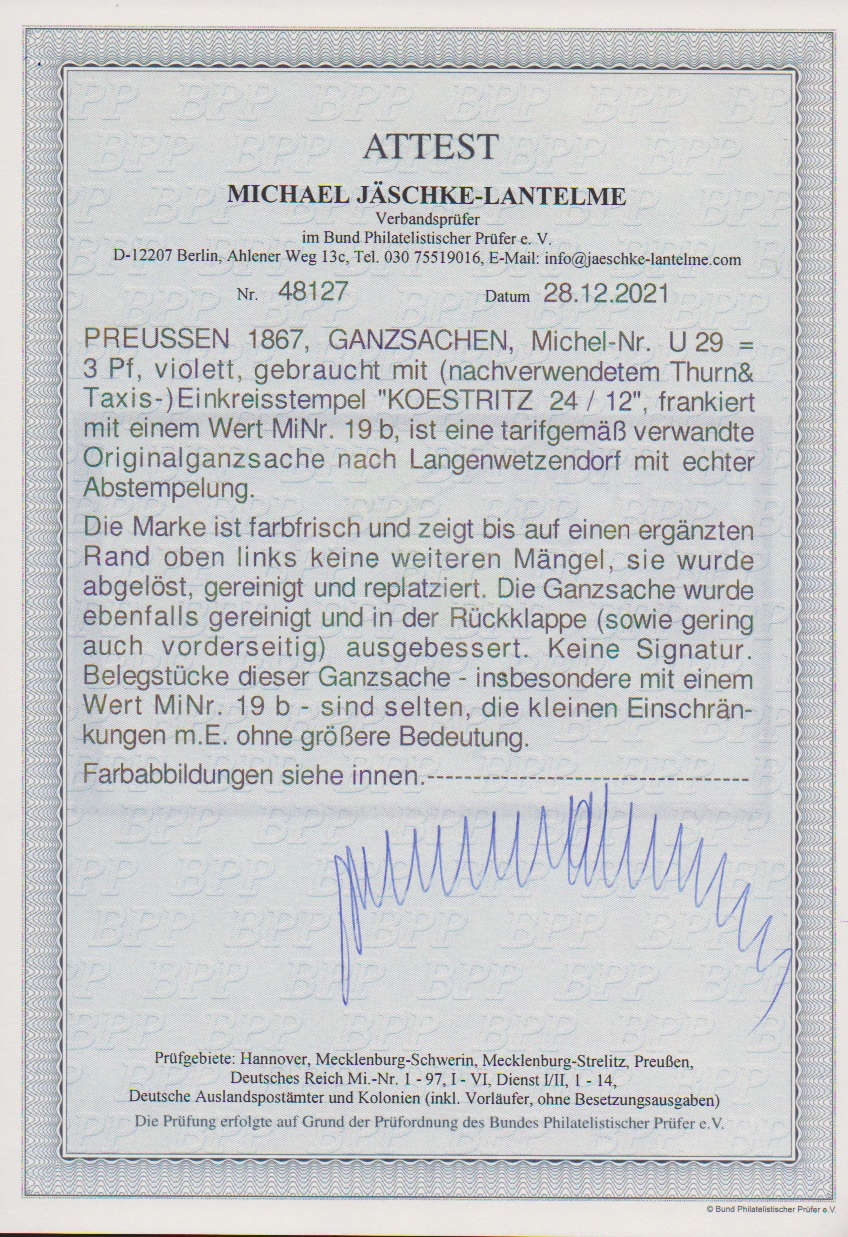 ATTEST
MICHAEL JÄSCHKE-LANTELME
Verbandsprüfer
im Bund Philatelistischer Prüfer e. V.
D-12207 Berlin, Ahlener Weg 13c, Tel. 030 75519016, E-Mail: info@jaeschke-lantelme.com
Nr. 48127 Datum 28.12.2021
PREUSSEN 1867, GANZSACHEN, Michel-Nr. U 29 =
3 Pf, violett, gebraucht mit (nachverwendetem Thurn&
Taxis-)Einkreisstempel "KOESTRITZ 24 / 12", frankiert
mit einem Wert MiNr. 19 b, ist eine tarifgemäß verwandte
Originalganzsache nach Langenwetzendorf mit echter
Abstempelung.
Die Marke ist farbfrisch und zeigt bis auf einen ergänzten
Rand oben links keine weiteren Mängel, sie wurde
abgelöst, gereinigt und replatziert. Die Ganzsache wurde
ebenfalls gereinigt und in der Rückklappe (sowie gering
auch vorderseitig) ausgebessert. Keine Signatur.
Belegstücke dieser Ganzsache - insbesondere mit einem
Wert MiNr. 19 b - sind selten, die kleinen Einschrän-
kungen m.E. ohne größere Bedeutung.
Farbabbildungen siehe innen.--------------------------------
Prüfgebiete: Hannover, Mecklenburg-Schwerin, Mecklenburg-Strelitz, Preußen,
Deutsches Reich Mi.-Nr. 1 - 97, I - VI, Dienst I/II, 1 - 14,
Deutsche Auslandspostämter und Kolonien (inkl. Vorläufer, ohne Besetzungsausgaben)
Die Prüfung erfolgte auf Grund der Prüfordnung des Bundes Philatelistischer Prüfer e.V.
© Bund Philatelistischer Prüfer e.V.